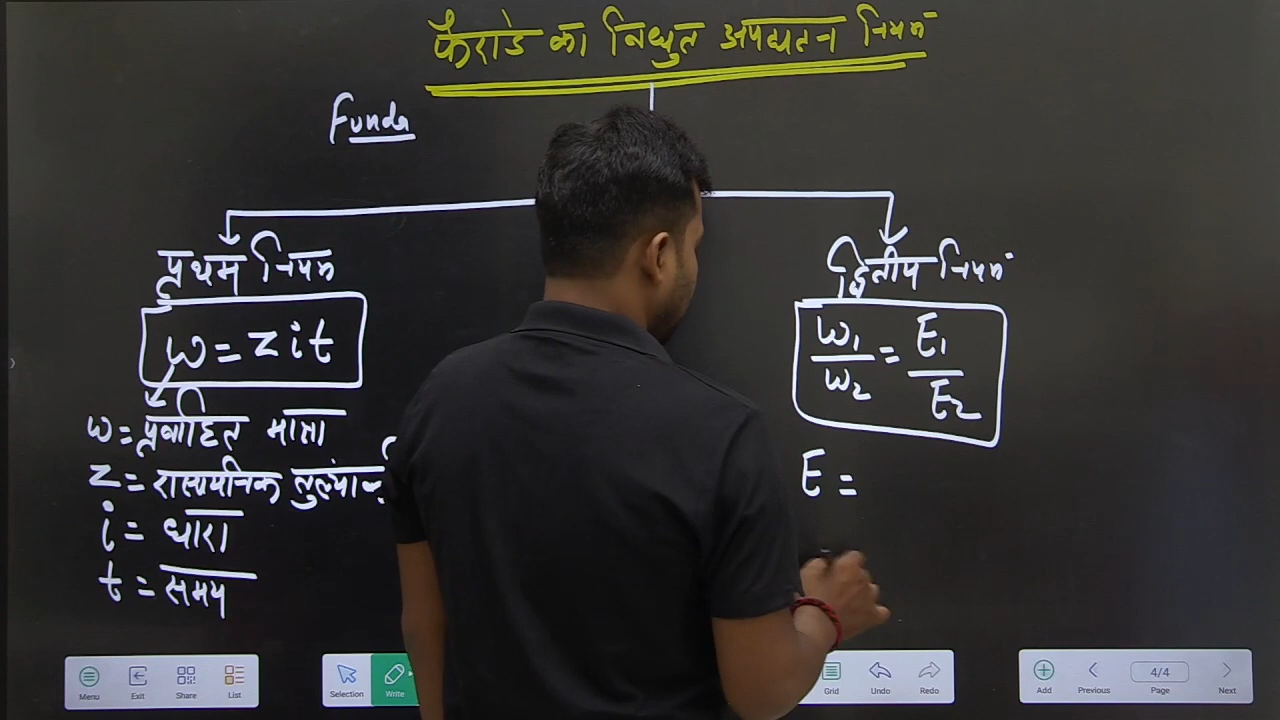 फैराडे का विधुत अपघटन नियम
Funda
प्रथम नियम
W = Z i t
w = प्रवाहित मात्रा
Z = रासायनिक तुल्यांकी
i = धारा
t = समय
द्वितीय नियम
W₁/W₂ = E₁/E₂
E =
Menu Exit Share List Selection Write Grid Undo Redo Add Previous 4/4 Page Next